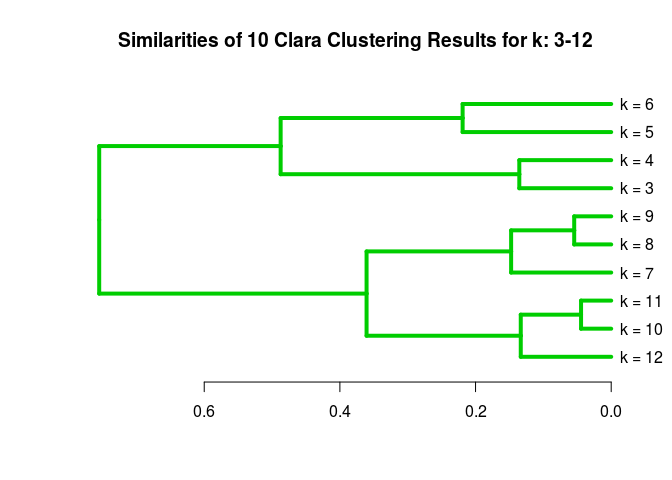 Similarities of 10 Clara Clustering Results for k: 3-12
k = 6
k = 5
k = 4
k = 3
k = 9
k = 8
k = 7
k = 11
k = 10
k = 12
0.6 0.4 0.2 0.0